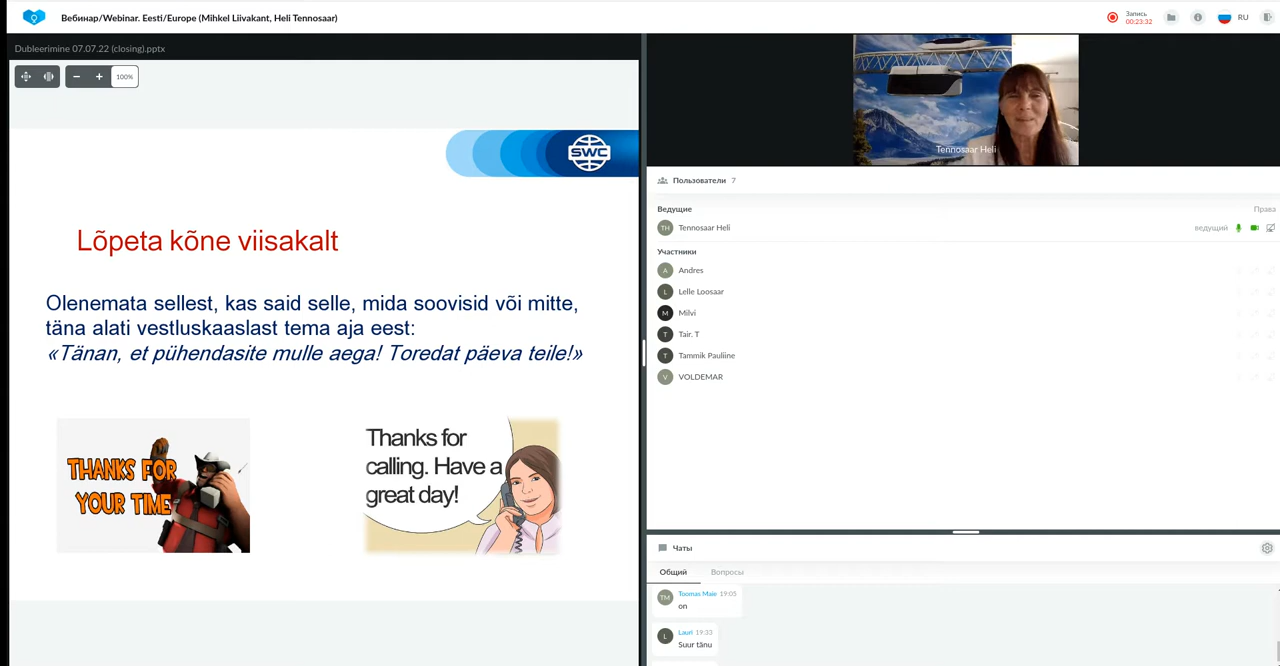 Вебинар/Webinar. Eesti/Europe (Mihkel Liivakant, Heli Tennosaar)
Запись
00:23:32
RU
Dubleerimine 07.07.22 (closing).pptx
100%
SWC
Lõpeta kõne viisakalt
Olenemata sellest, kas said selle, mida soovisid või mitte,
täna alati vestluskaaslast tema aja eest:
«Tänan, et pühendasite mulle aega! Toredat päeva teile!»
THANKS FOR
YOUR TIME
Thanks for
calling. Have a
great day!
Tennosaar Heli
Пользователи 7
Ведущие Права
TH Tennosaar Heli ведущий
Участники
A Andres
L Lelle Loosaar
M Milvi
T Tair. T
T Tammik Pauliine
V VOLDEMAR
Чаты
Общий Вопросы
TM Toomas Maie 19:05
on
L Lauri 19:33
Suur tänu